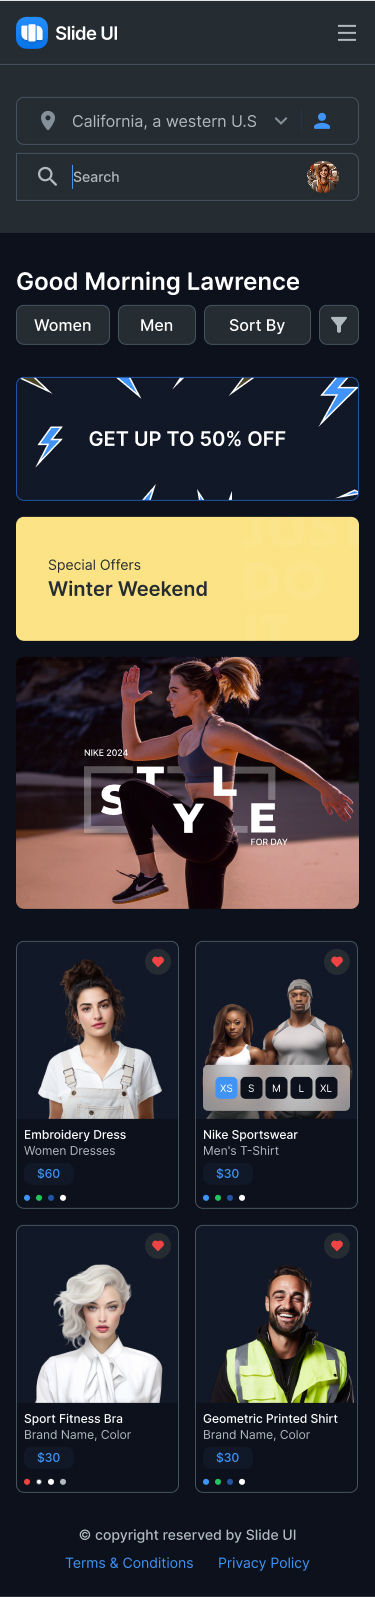 Slide UI
California, a western U.S
Search
Good Morning Lawrence
Women
Men
Sort By
GET UP TO 50% OFF
Special Offers
Winter Weekend
JUST
DO
IT
NIKE 2024
STYLE
FOR DAY
XS
S
M
L
XL
Embroidery Dress
Women Dresses
$60
Nike Sportswear
Men's T-Shirt
$30
Sport Fitness Bra
Brand Name, Color
$30
Geometric Printed Shirt
Brand Name, Color
$30
© copyright reserved by Slide UI
Terms & Conditions
Privacy Policy